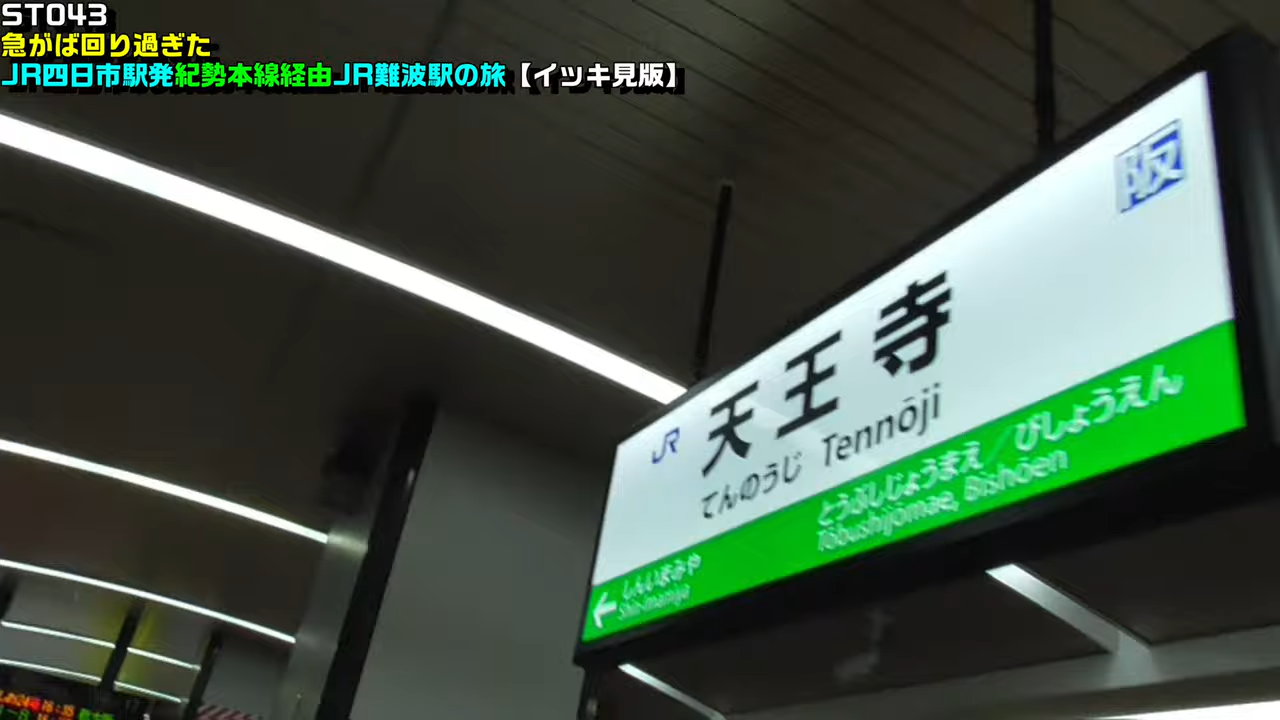 ST043
急がば回り過ぎた
JR四日市駅発紀勢本線経由JR難波駅の旅【イッキ見版】
阪
JR 天王寺
てんのうじ Tennōji
とうぶしじょうまえ／びしょうえん
Tōbushijōmae, Bishōen
しんいまみや
Shin-Imamiya